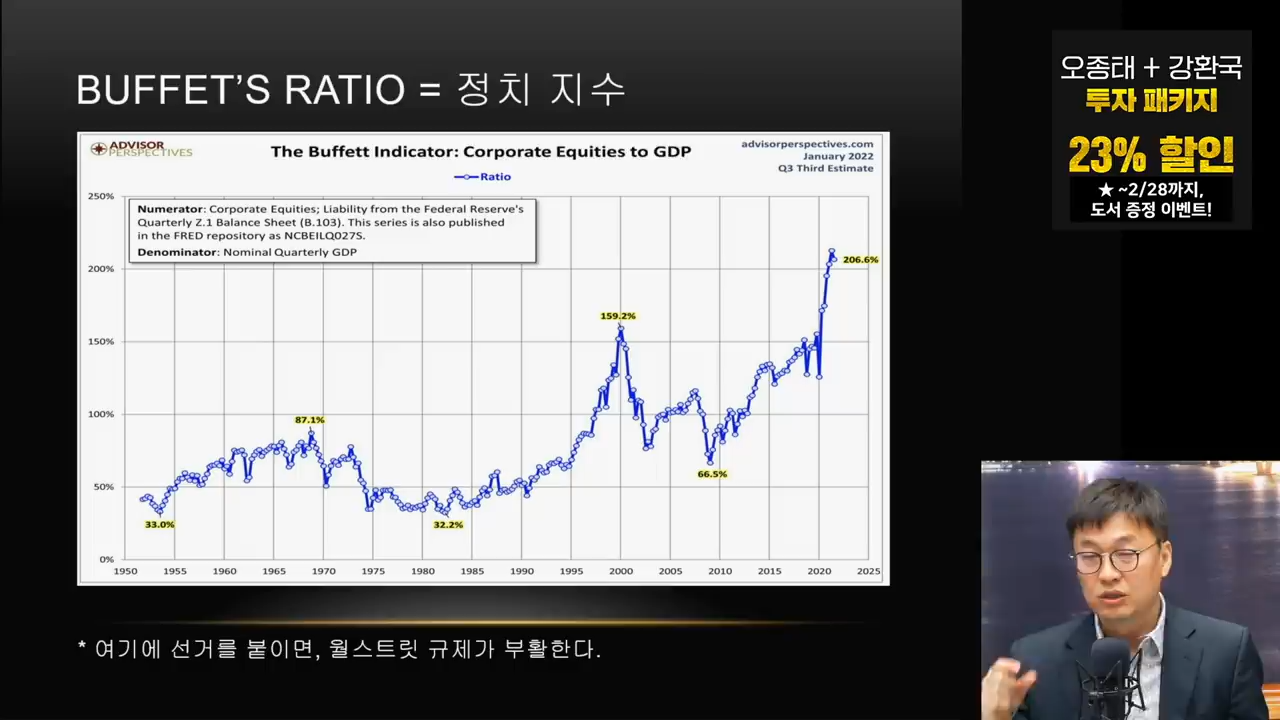 BUFFET'S RATIO = 정치 지수
ADVISOR
PERSPECTIVES
The Buffett Indicator: Corporate Equities to GDP
advisorperspectives.com
January 2022
Q3 Third Estimate
Ratio
Numerator: Corporate Equities; Liability from the Federal Reserve's
Quarterly Z.1 Balance Sheet (B.103). This series is also published
in the FRED repository as NCBEILQ027S.
Denominator: Nominal Quarterly GDP
250%
200%
150%
100%
50%
0%
33.0%
87.1%
32.2%
159.2%
66.5%
206.6%
1950 1955 1960 1965 1970 1975 1980 1985 1990 1995 2000 2005 2010 2015 2020 2025
* 여기에 선거를 붙이면, 월스트릿 규제가 부활한다.
오종태 + 강환국
투자 패키지
23% 할인
★ ~2/28까지,
도서 증정 이벤트!